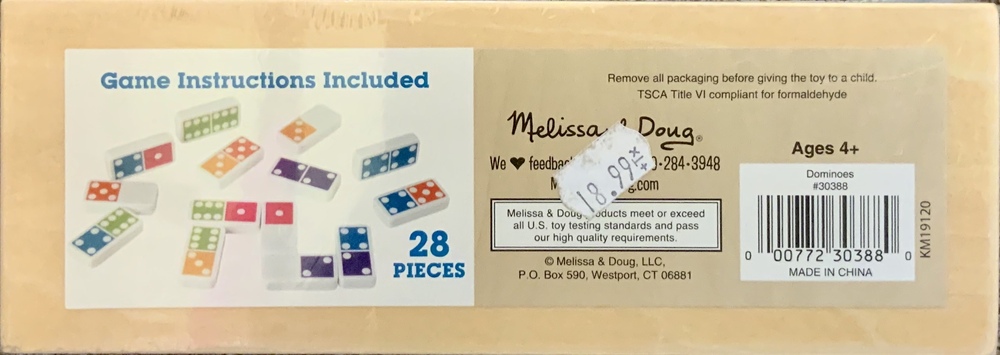 Game Instructions Included
28
PIECES
Remove all packaging before giving the toy to a child.
TSCA Title VI compliant for formaldehyde
Melissa & Doug®
We ♥ feedbac 0-284-3948
M g.com
18.99
Melissa & Doug products meet or exceed
all U.S. toy testing standards and pass
our high quality requirements.
© Melissa & Doug, LLC,
P.O. Box 590, Westport, CT 06881
Ages 4+
Dominoes
#30388
0 00772 30388 0
MADE IN CHINA
KM19120